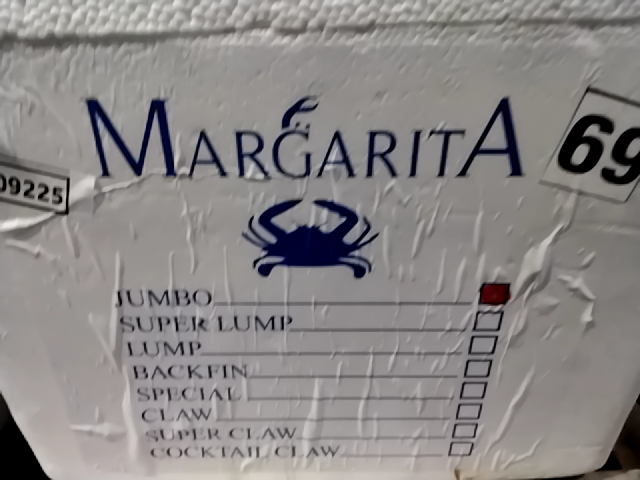 MARGARITA
69
09225
JUMBO
SUPER LUMP
LUMP
BACKFIN
SPECIAL
CLAW
SUPER CLAW
COCKTAIL CLAW